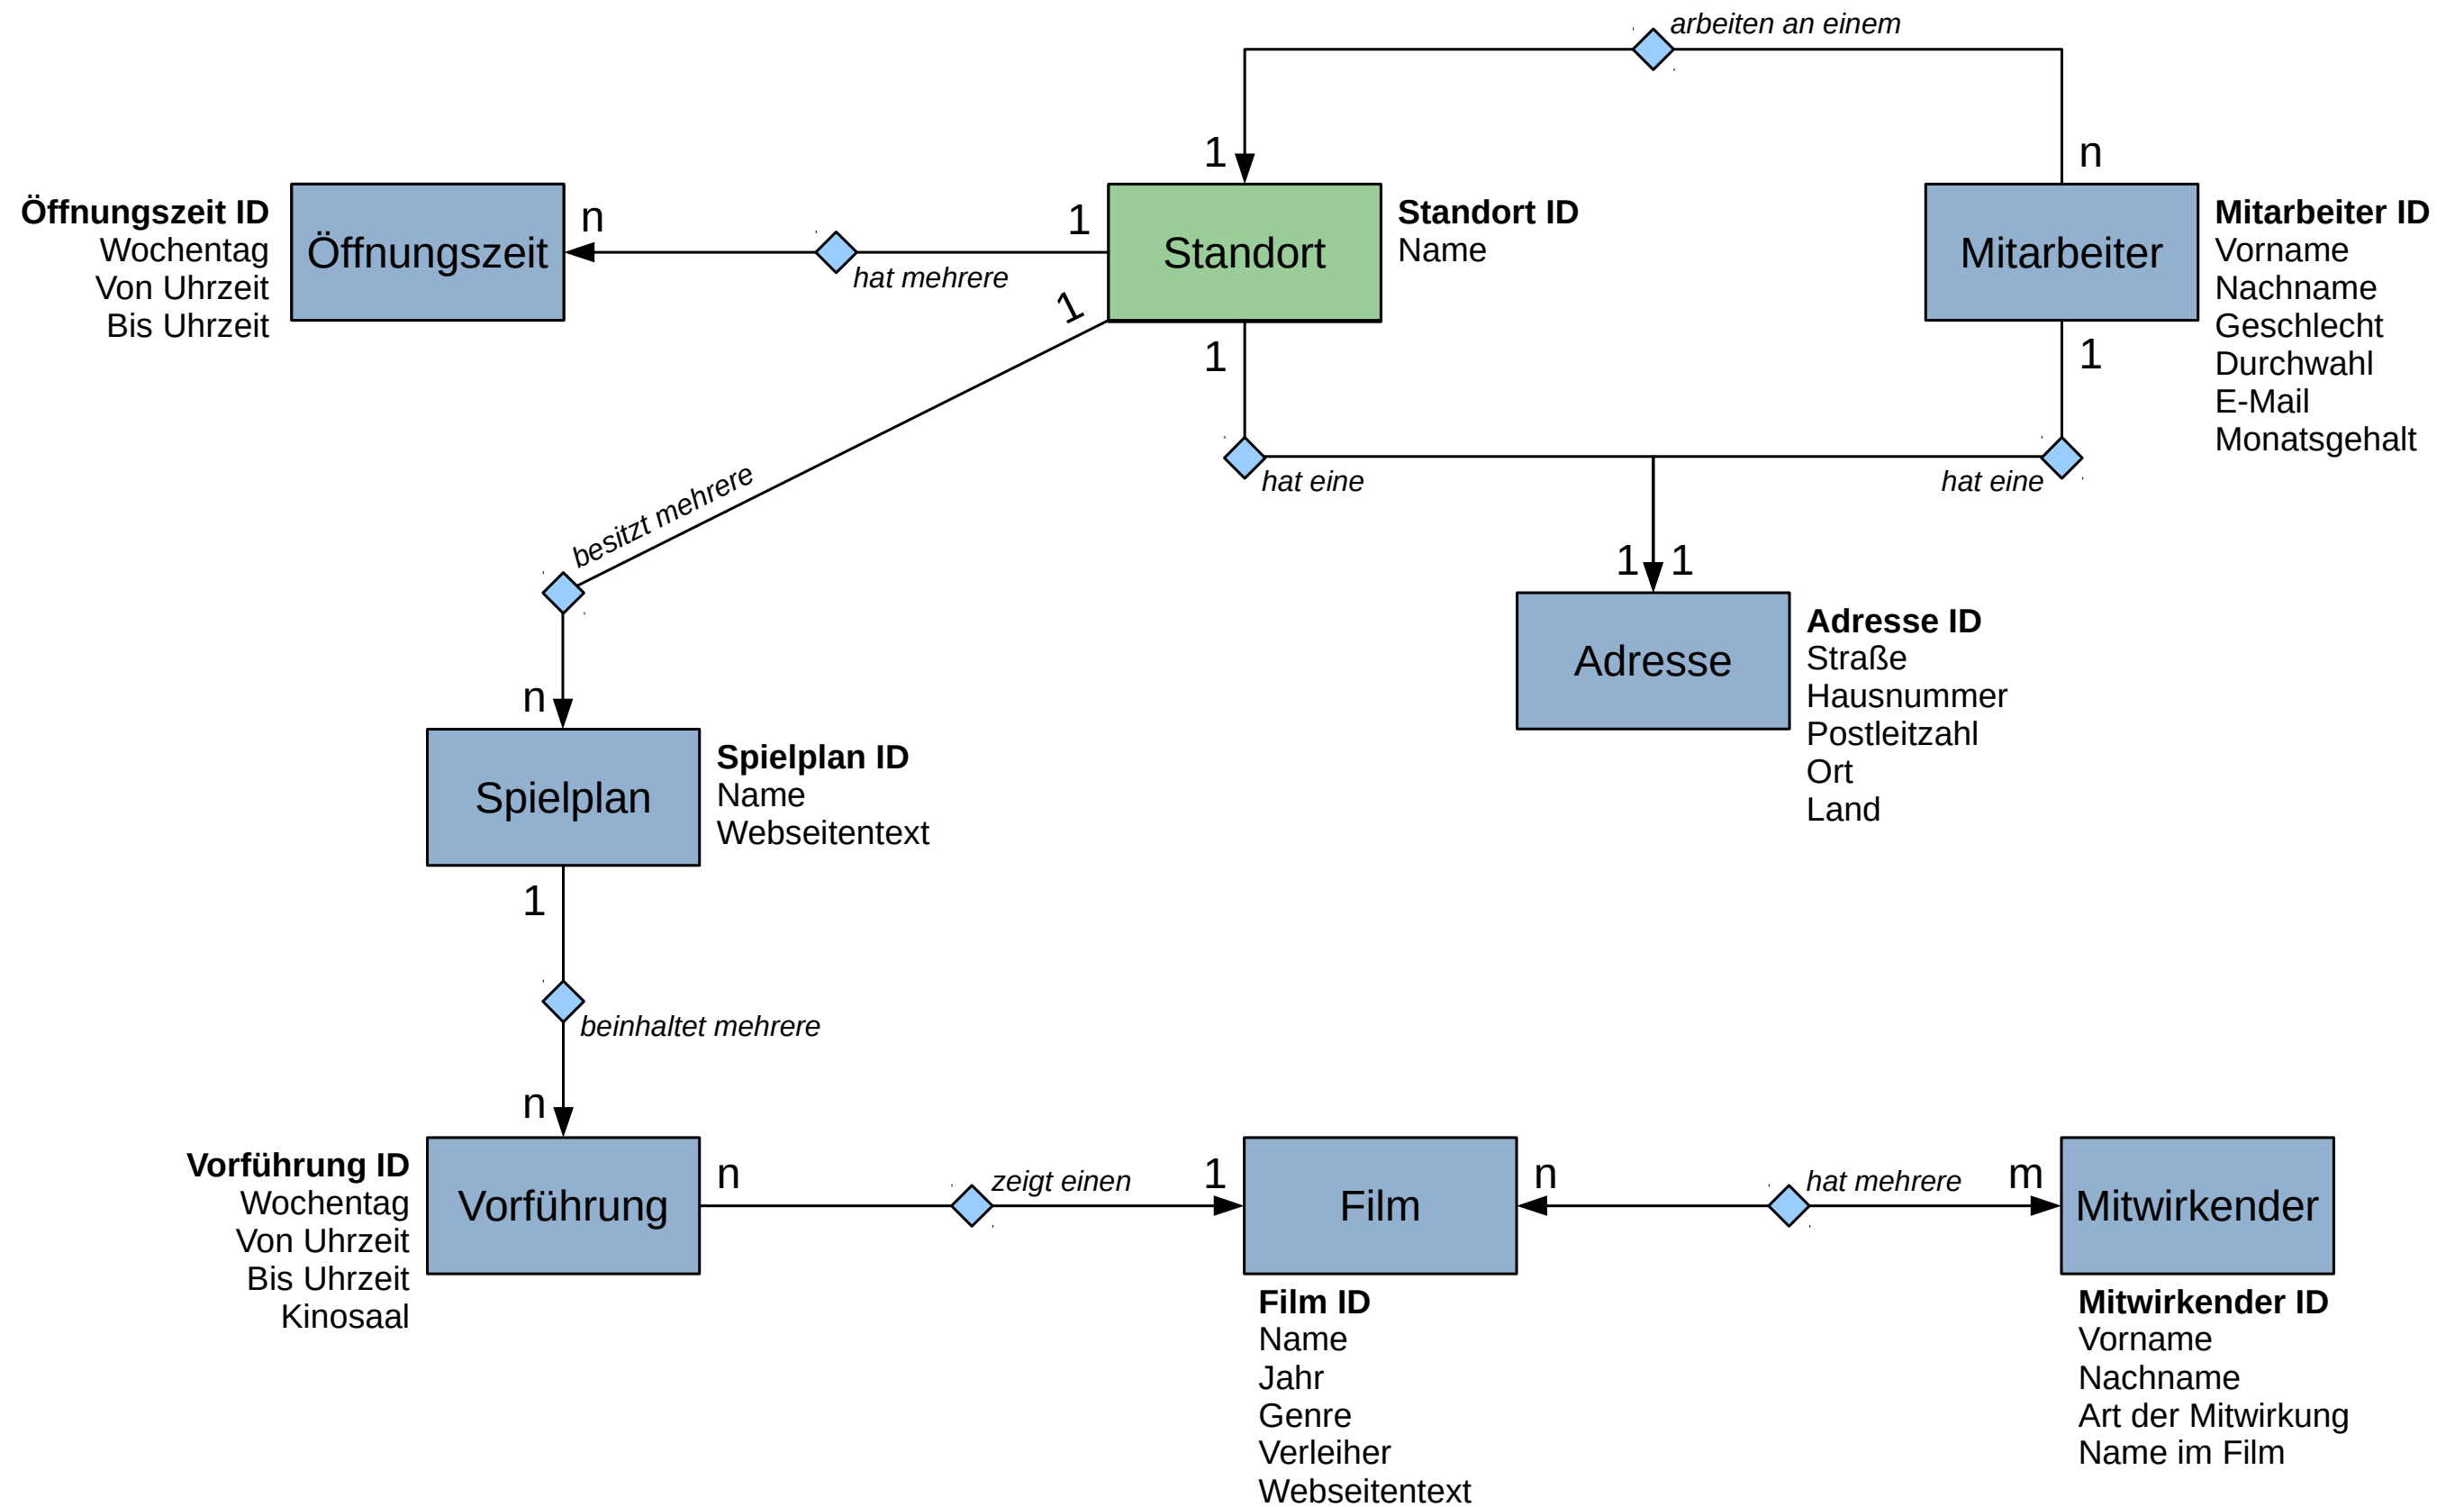 arbeiten an einem
1
n
Öffnungszeit ID
Wochentag
Von Uhrzeit
Bis Uhrzeit
Öffnungszeit
n
hat mehrere
1
Standort
Standort ID
Name
Mitarbeiter
Mitarbeiter ID
Vorname
Nachname
Geschlecht
Durchwahl
E-Mail
Monatsgehalt
1
1
1
besitzt mehrere
hat eine
hat eine
1
1
n
Adresse
Adresse ID
Straße
Hausnummer
Postleitzahl
Ort
Land
Spielplan
Spielplan ID
Name
Webseitentext
1
beinhaltet mehrere
n
Vorführung ID
Wochentag
Von Uhrzeit
Bis Uhrzeit
Kinosaal
Vorführung
n
zeigt einen
1
Film
n
hat mehrere
m
Mitwirkender
Film ID
Name
Jahr
Genre
Verleiher
Webseitentext
Mitwirkender ID
Vorname
Nachname
Art der Mitwirkung
Name im Film